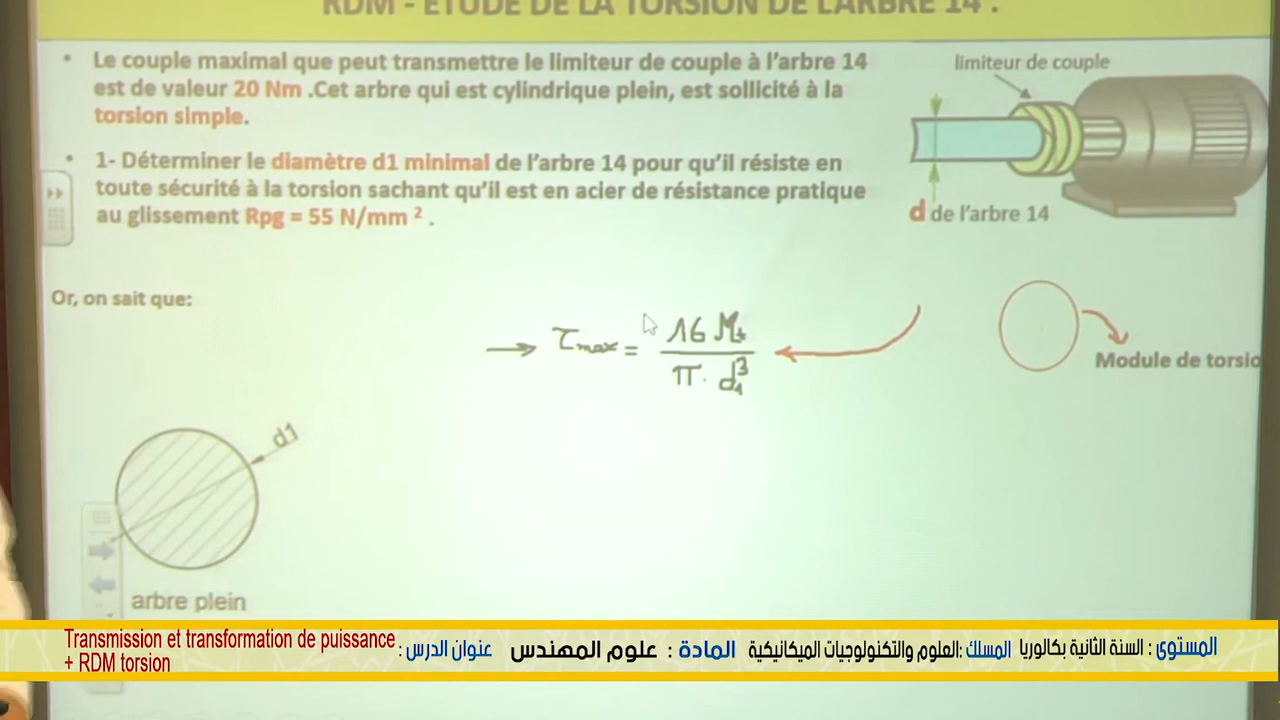 RDM - ETUDE DE LA TORSION DE L'ARBRE 14 :
• Le couple maximal que peut transmettre le limiteur de couple à l'arbre 14
est de valeur 20 Nm .Cet arbre qui est cylindrique plein, est sollicité à la
torsion simple.
limiteur de couple
• 1- Déterminer le diamètre d1 minimal de l'arbre 14 pour qu'il résiste en
toute sécurité à la torsion sachant qu'il est en acier de résistance pratique
au glissement Rpg = 55 N/mm ² .
d de l'arbre 14
Or, on sait que:
→ τmax = 16 Mt / π · d1³
Module de torsio
d1
arbre plein
المستوى : السنة الثانية بكالوريا المسلك :العلوم والتكنولوجيات الميكانيكية المادة : علوم المهندس عنوان الدرس : Transmission et transformation de puissance
+ RDM torsion